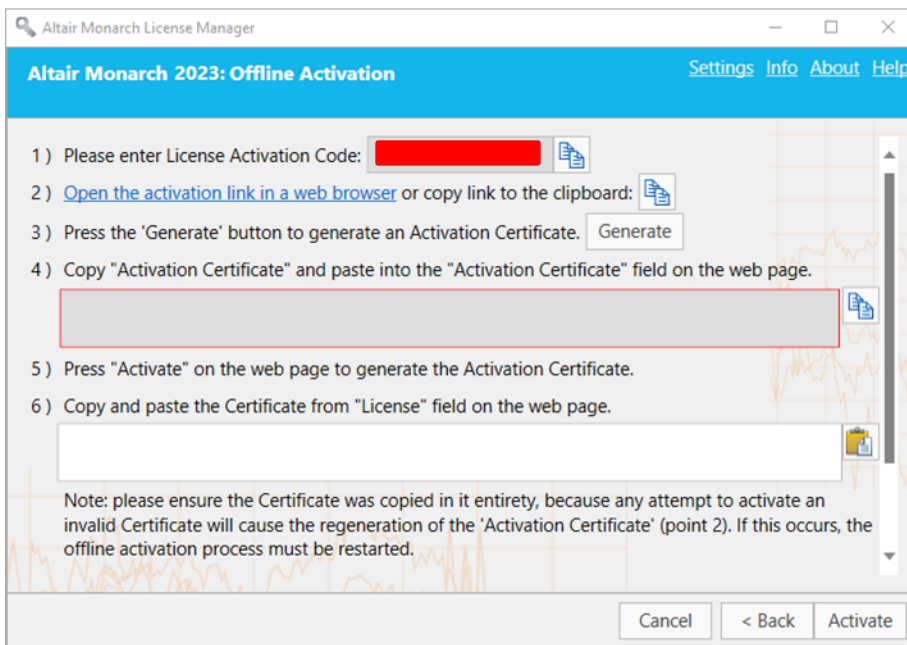 Altair Monarch License Manager
Altair Monarch 2023: Offline Activation
Settings Info About Help
1 ) Please enter License Activation Code:
2 ) Open the activation link in a web browser or copy link to the clipboard:
3 ) Press the 'Generate' button to generate an Activation Certificate. Generate
4 ) Copy "Activation Certificate" and paste into the "Activation Certificate" field on the web page.
5 ) Press "Activate" on the web page to generate the Activation Certificate.
6 ) Copy and paste the Certificate from "License" field on the web page.
Note: please ensure the Certificate was copied in it entirety, because any attempt to activate an
invalid Certificate will cause the regeneration of the 'Activation Certificate' (point 2). If this occurs, the
offline activation process must be restarted.
Cancel < Back Activate